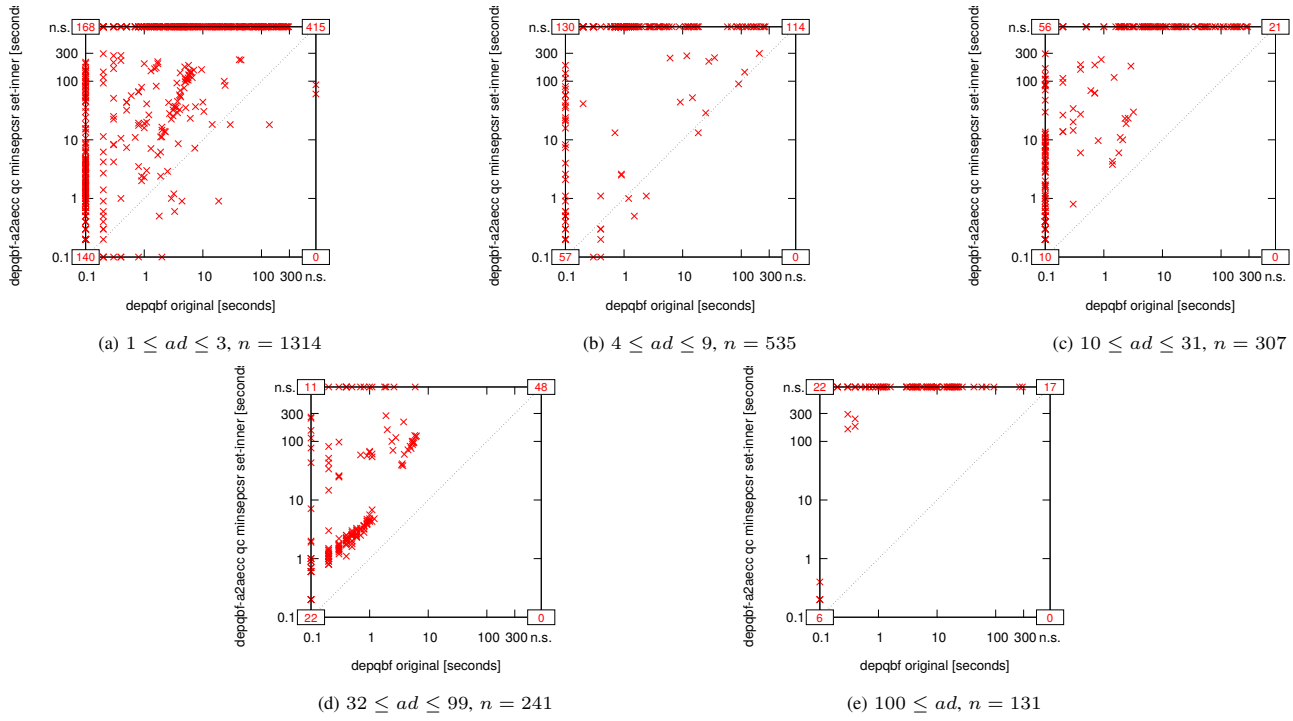 depqbf-a2aecc qc minsepcsr set-inner [seconds
n.s.
300
100
10
1
0.1
168
415
140
0
0.1 1 10 100 300 n.s.
depqbf original [seconds]
(a) 1 ≤ ad ≤ 3, n = 1314
depqbf-a2aecc qc minsepcsr set-inner [seconds
n.s.
300
100
10
1
0.1
130
114
57
0
0.1 1 10 100 300 n.s.
depqbf original [seconds]
(b) 4 ≤ ad ≤ 9, n = 535
depqbf-a2aecc qc minsepcsr set-inner [seconds
n.s.
300
100
10
1
0.1
56
21
10
0
0.1 1 10 100 300 n.s.
depqbf original [seconds]
(c) 10 ≤ ad ≤ 31, n = 307
depqbf-a2aecc qc minsepcsr set-inner [seconds
n.s.
300
100
10
1
0.1
11
48
22
0
0.1 1 10 100 300 n.s.
depqbf original [seconds]
(d) 32 ≤ ad ≤ 99, n = 241
depqbf-a2aecc qc minsepcsr set-inner [seconds
n.s.
300
100
10
1
0.1
22
17
6
0
0.1 1 10 100 300 n.s.
depqbf original [seconds]
(e) 100 ≤ ad, n = 131